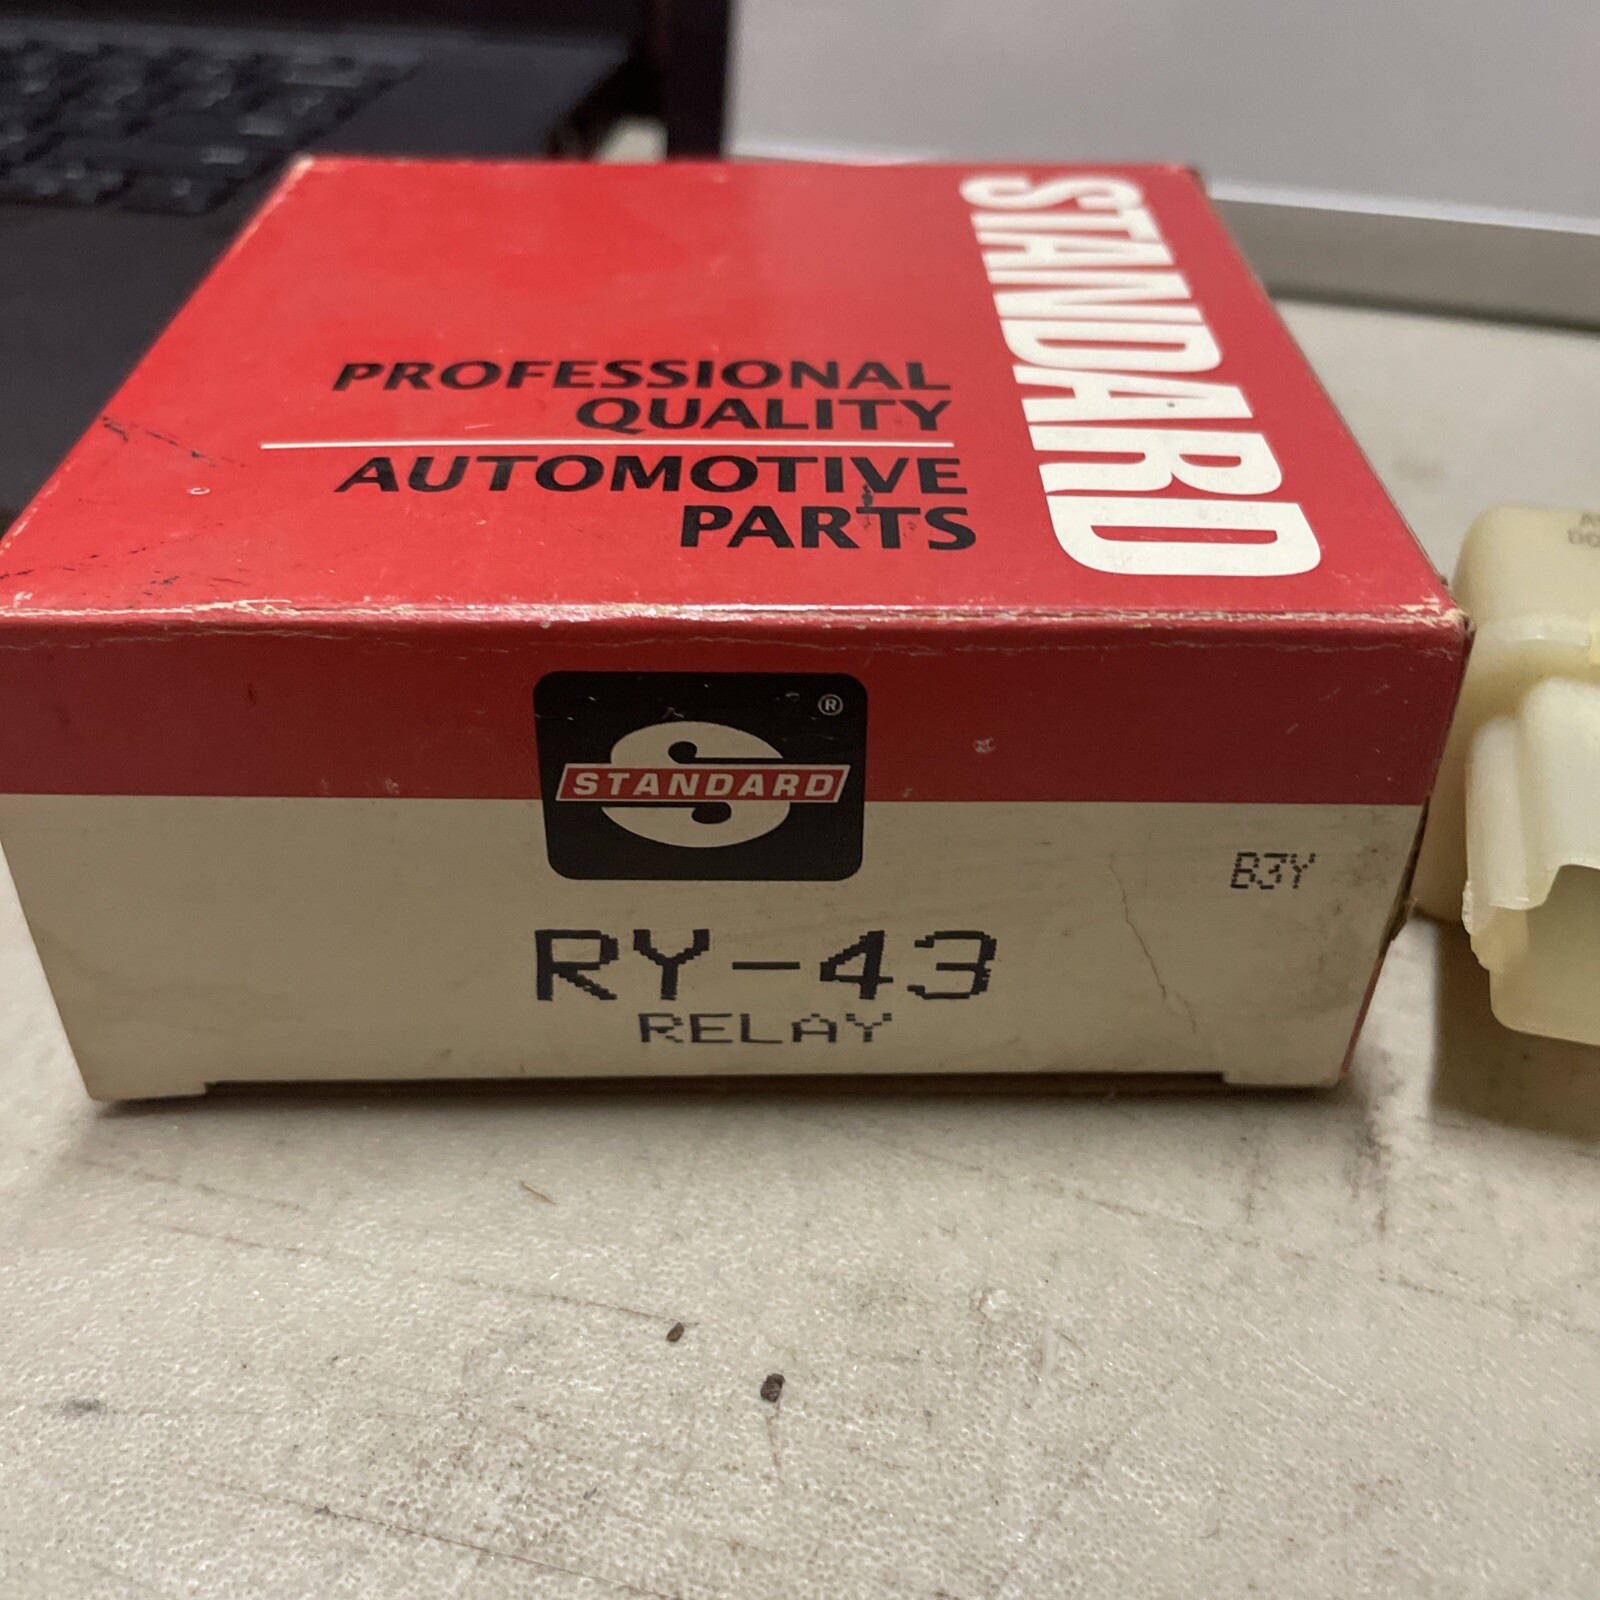 STANDARD
PROFESSIONAL
QUALITY
AUTOMOTIVE
PARTS
®
STANDARD
B3Y
RY-43
RELAY